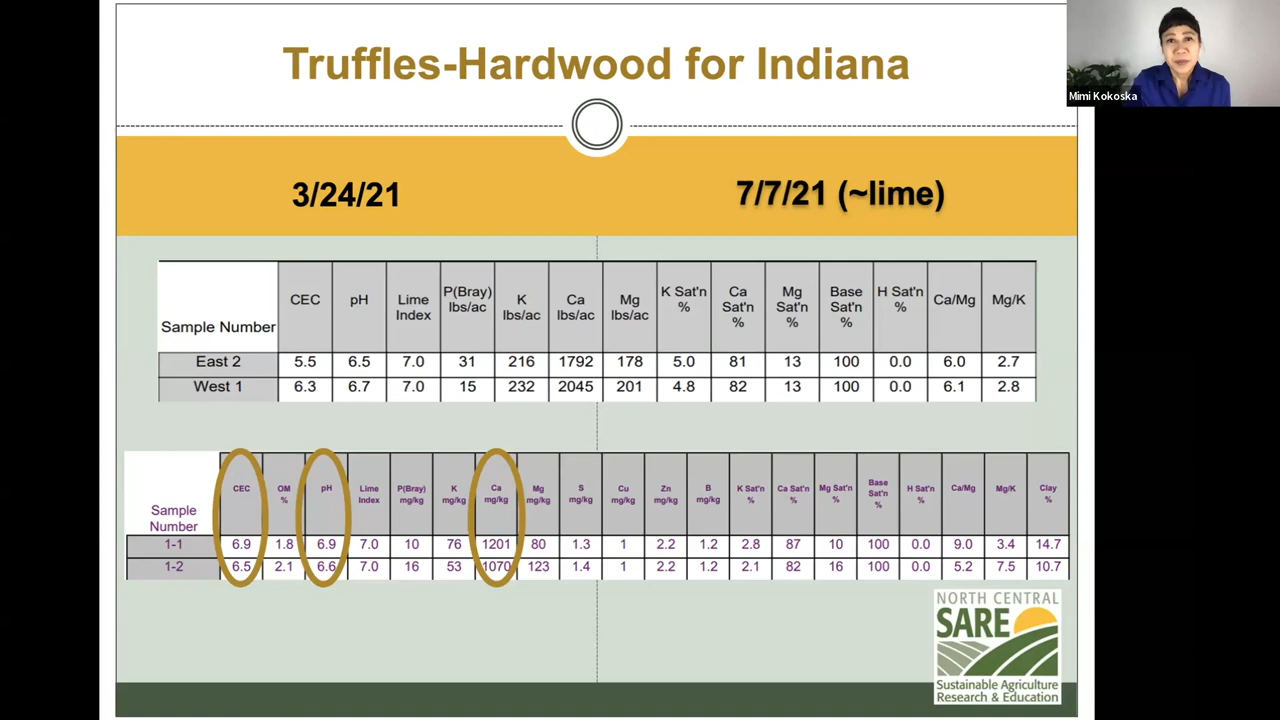 Truffles-Hardwood for Indiana
Mimi Kokoska
3/24/21
7/7/21 (~lime)
Sample Number CEC pH Lime Index P(Bray) lbs/ac K lbs/ac Ca lbs/ac Mg lbs/ac K Sat'n % Ca Sat'n % Mg Sat'n % Base Sat'n % H Sat'n % Ca/Mg Mg/K
East 2 5.5 6.5 7.0 31 216 1792 178 5.0 81 13 100 0.0 6.0 2.7
West 1 6.3 6.7 7.0 15 232 2045 201 4.8 82 13 100 0.0 6.1 2.8
Sample Number CEC OM % pH Lime Index P(Bray) mg/kg K mg/kg Ca mg/kg Mg mg/kg S mg/kg Cu mg/kg Zn mg/kg B mg/kg K Sat'n % Ca Sat'n % Mg Sat'n % Base Sat'n % H Sat'n % Ca/Mg Mg/K Clay %
1-1 6.9 1.8 6.9 7.0 10 76 1201 80 1.3 1 2.2 1.2 2.8 87 10 100 0.0 9.0 3.4 14.7
1-2 6.5 2.1 6.6 7.0 16 53 1070 123 1.4 1 2.2 1.2 2.1 82 16 100 0.0 5.2 7.5 10.7
NORTH CENTRAL
SARE
Sustainable Agriculture
Research & Education